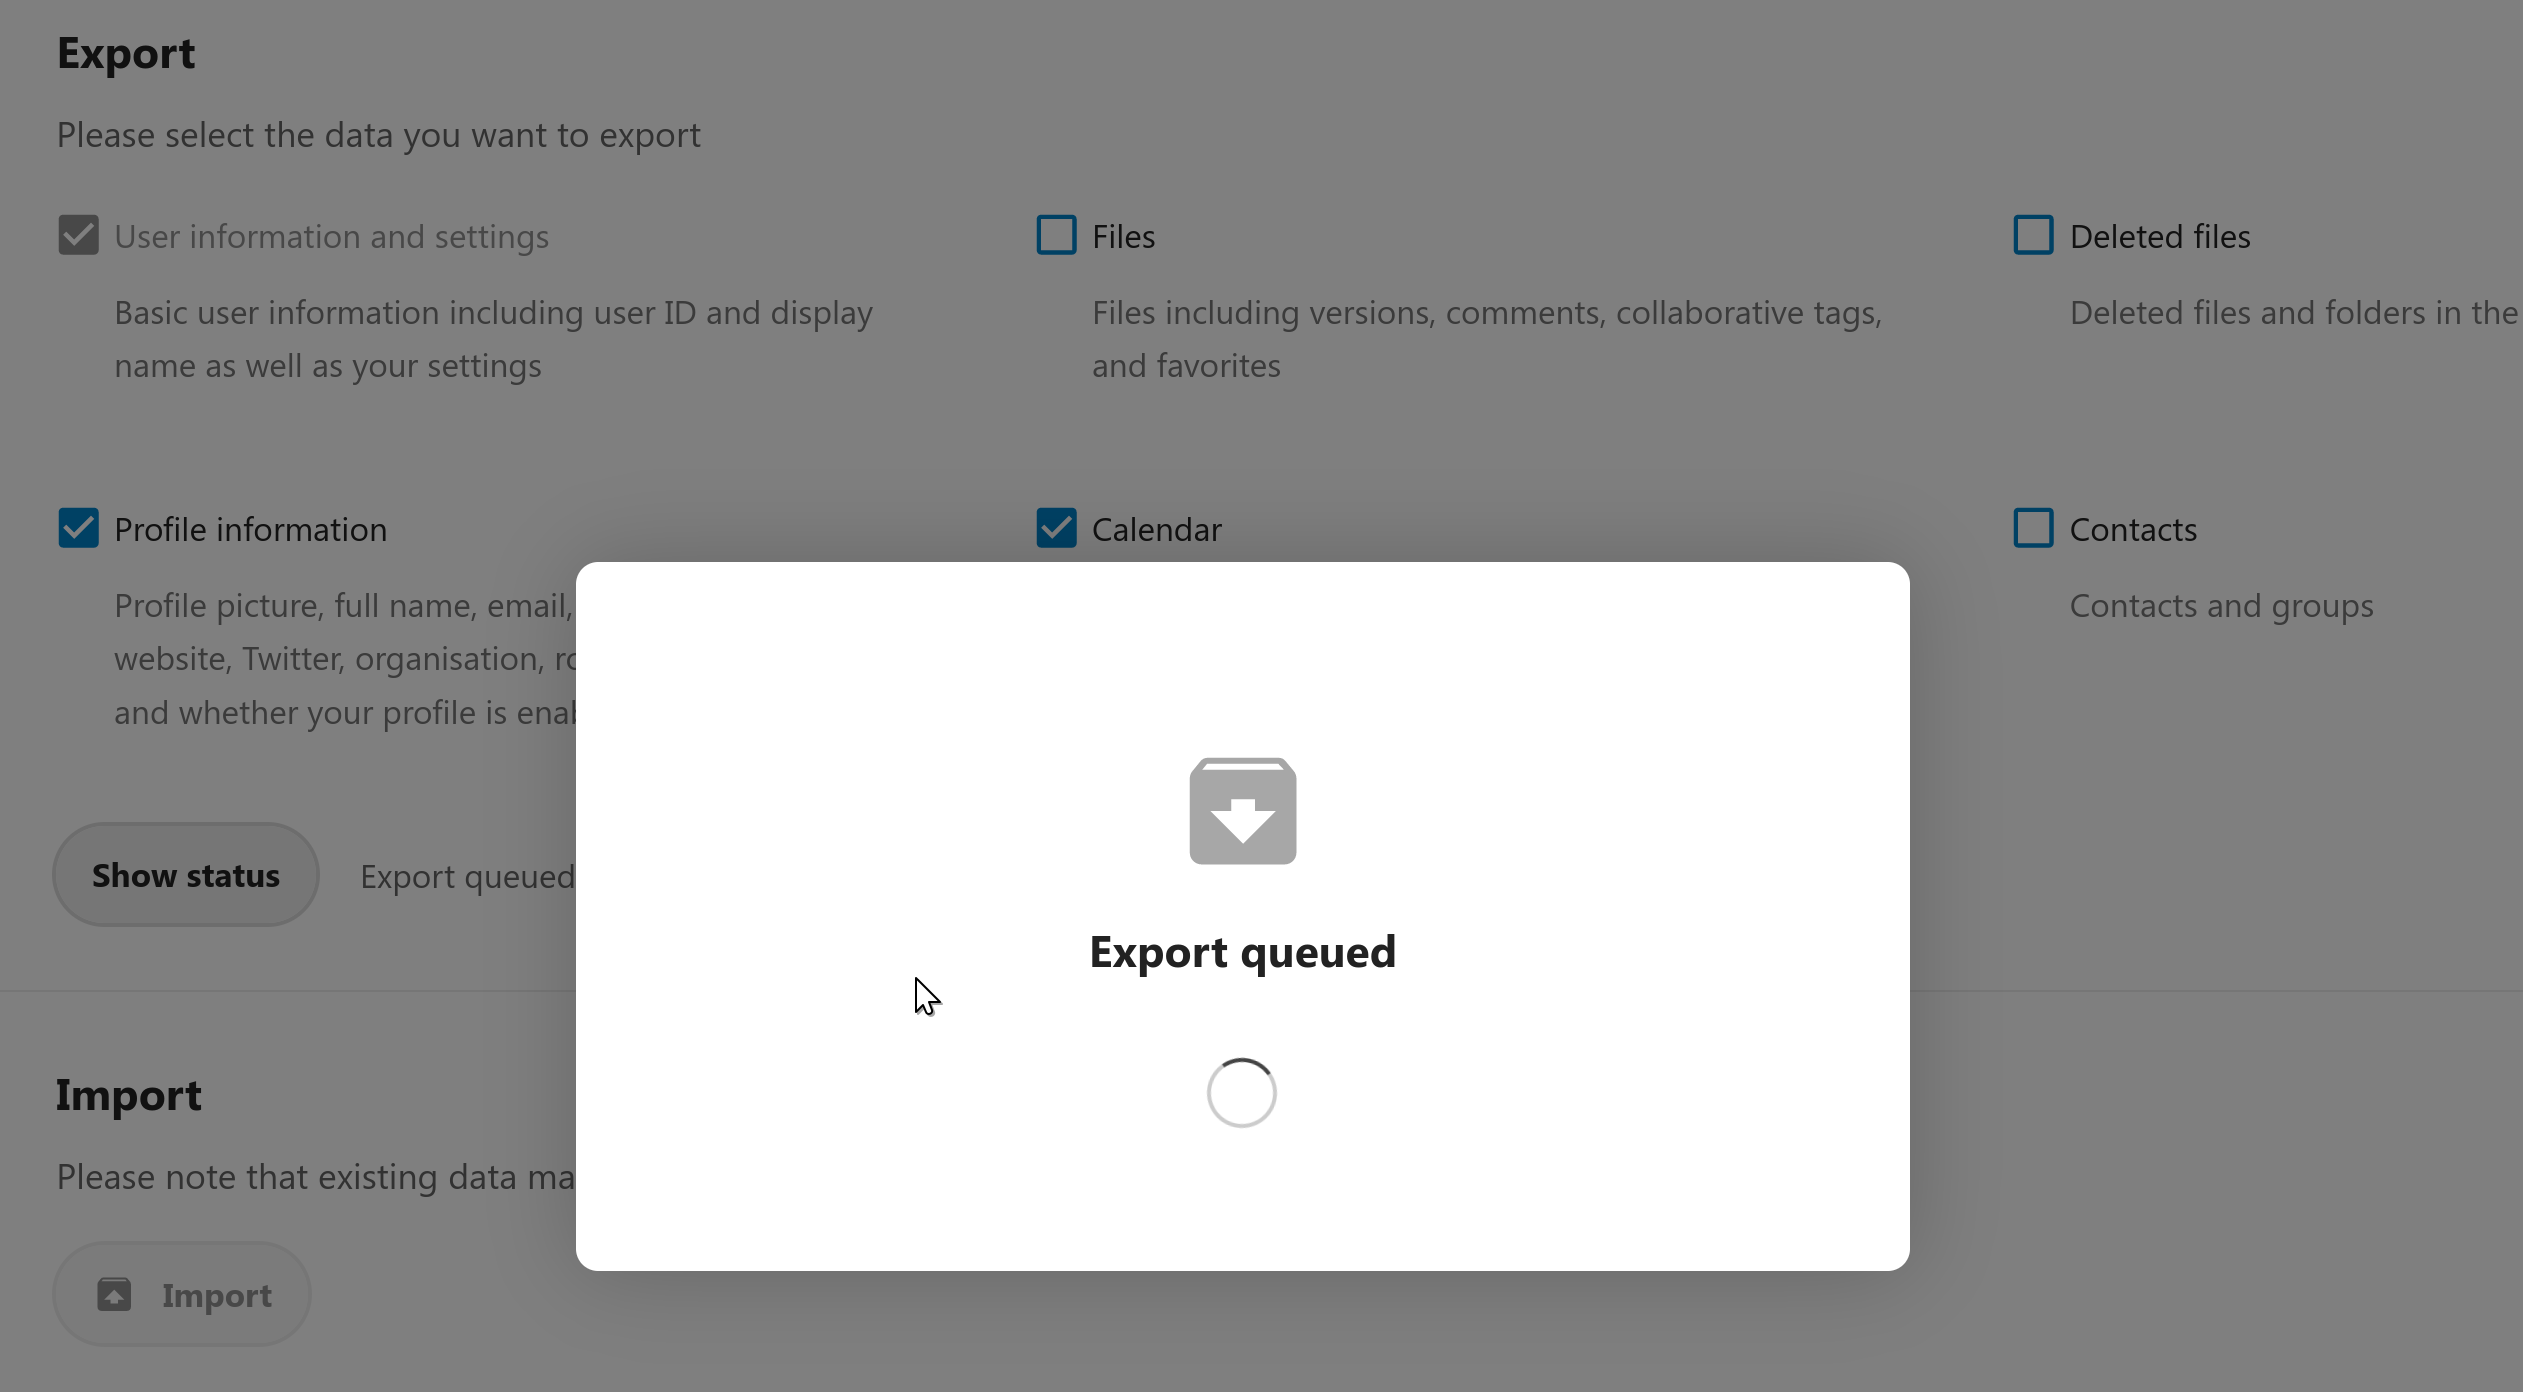 Export
Please select the data you want to export
User information and settings
Basic user information including user ID and display
name as well as your settings
Files
Files including versions, comments, collaborative tags,
and favorites
Deleted files
Deleted files and folders in the
Profile information
Profile picture, full name, email,
website, Twitter, organisation,
and whether your profile is
Calendar
Contacts
Contacts and groups
Show status
Export queued
Export queued
Import
Please note that existing data
Import